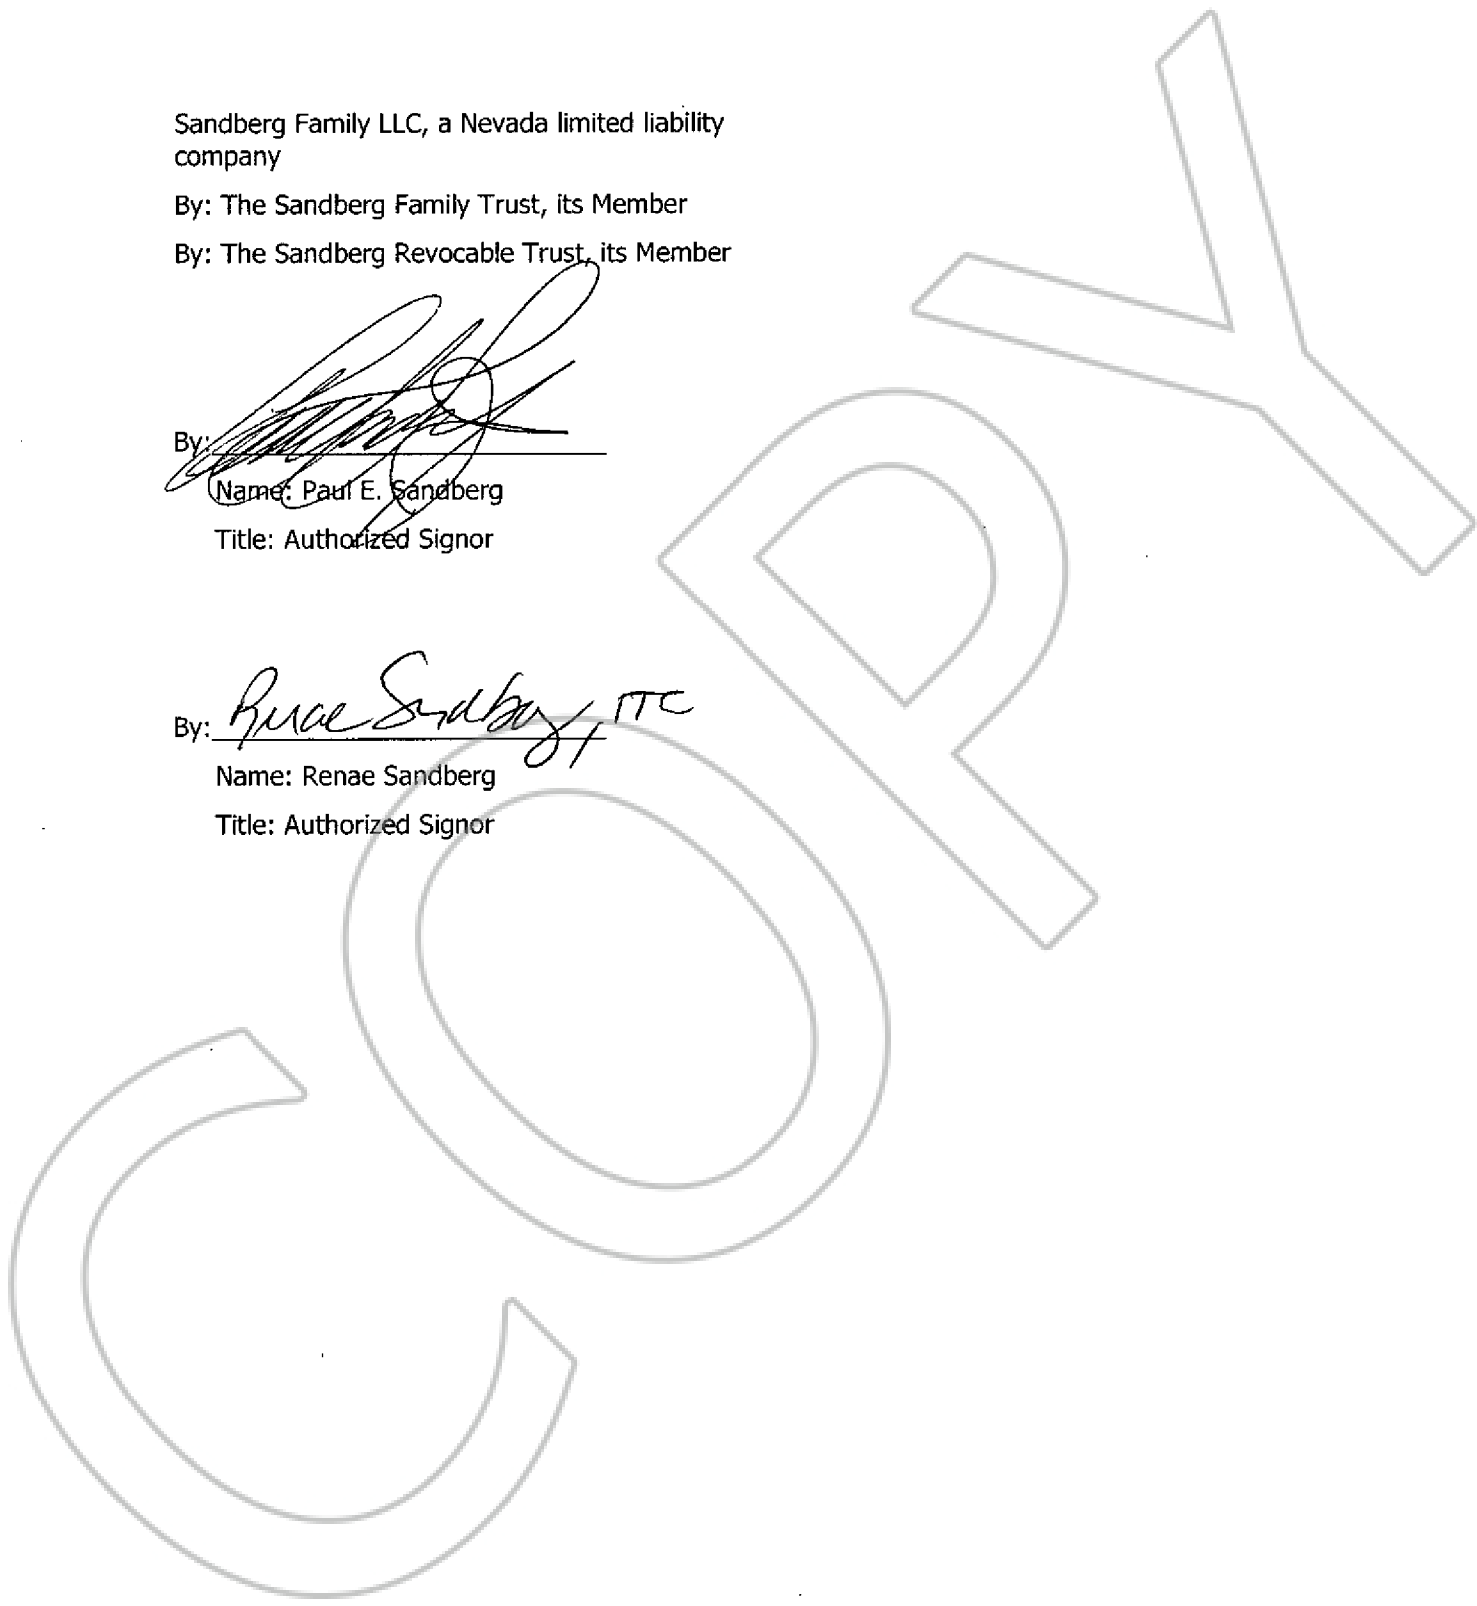 Sandberg Family LLC, a Nevada limited liability
company
By: The Sandberg Family Trust, its Member
By: The Sandberg Revocable Trust, its Member
By:
Name: Paul E. Sandberg
Title: Authorized Signor
By: Renae Sandberg,
Name: Renae Sandberg
Title: Authorized Signor
COPY